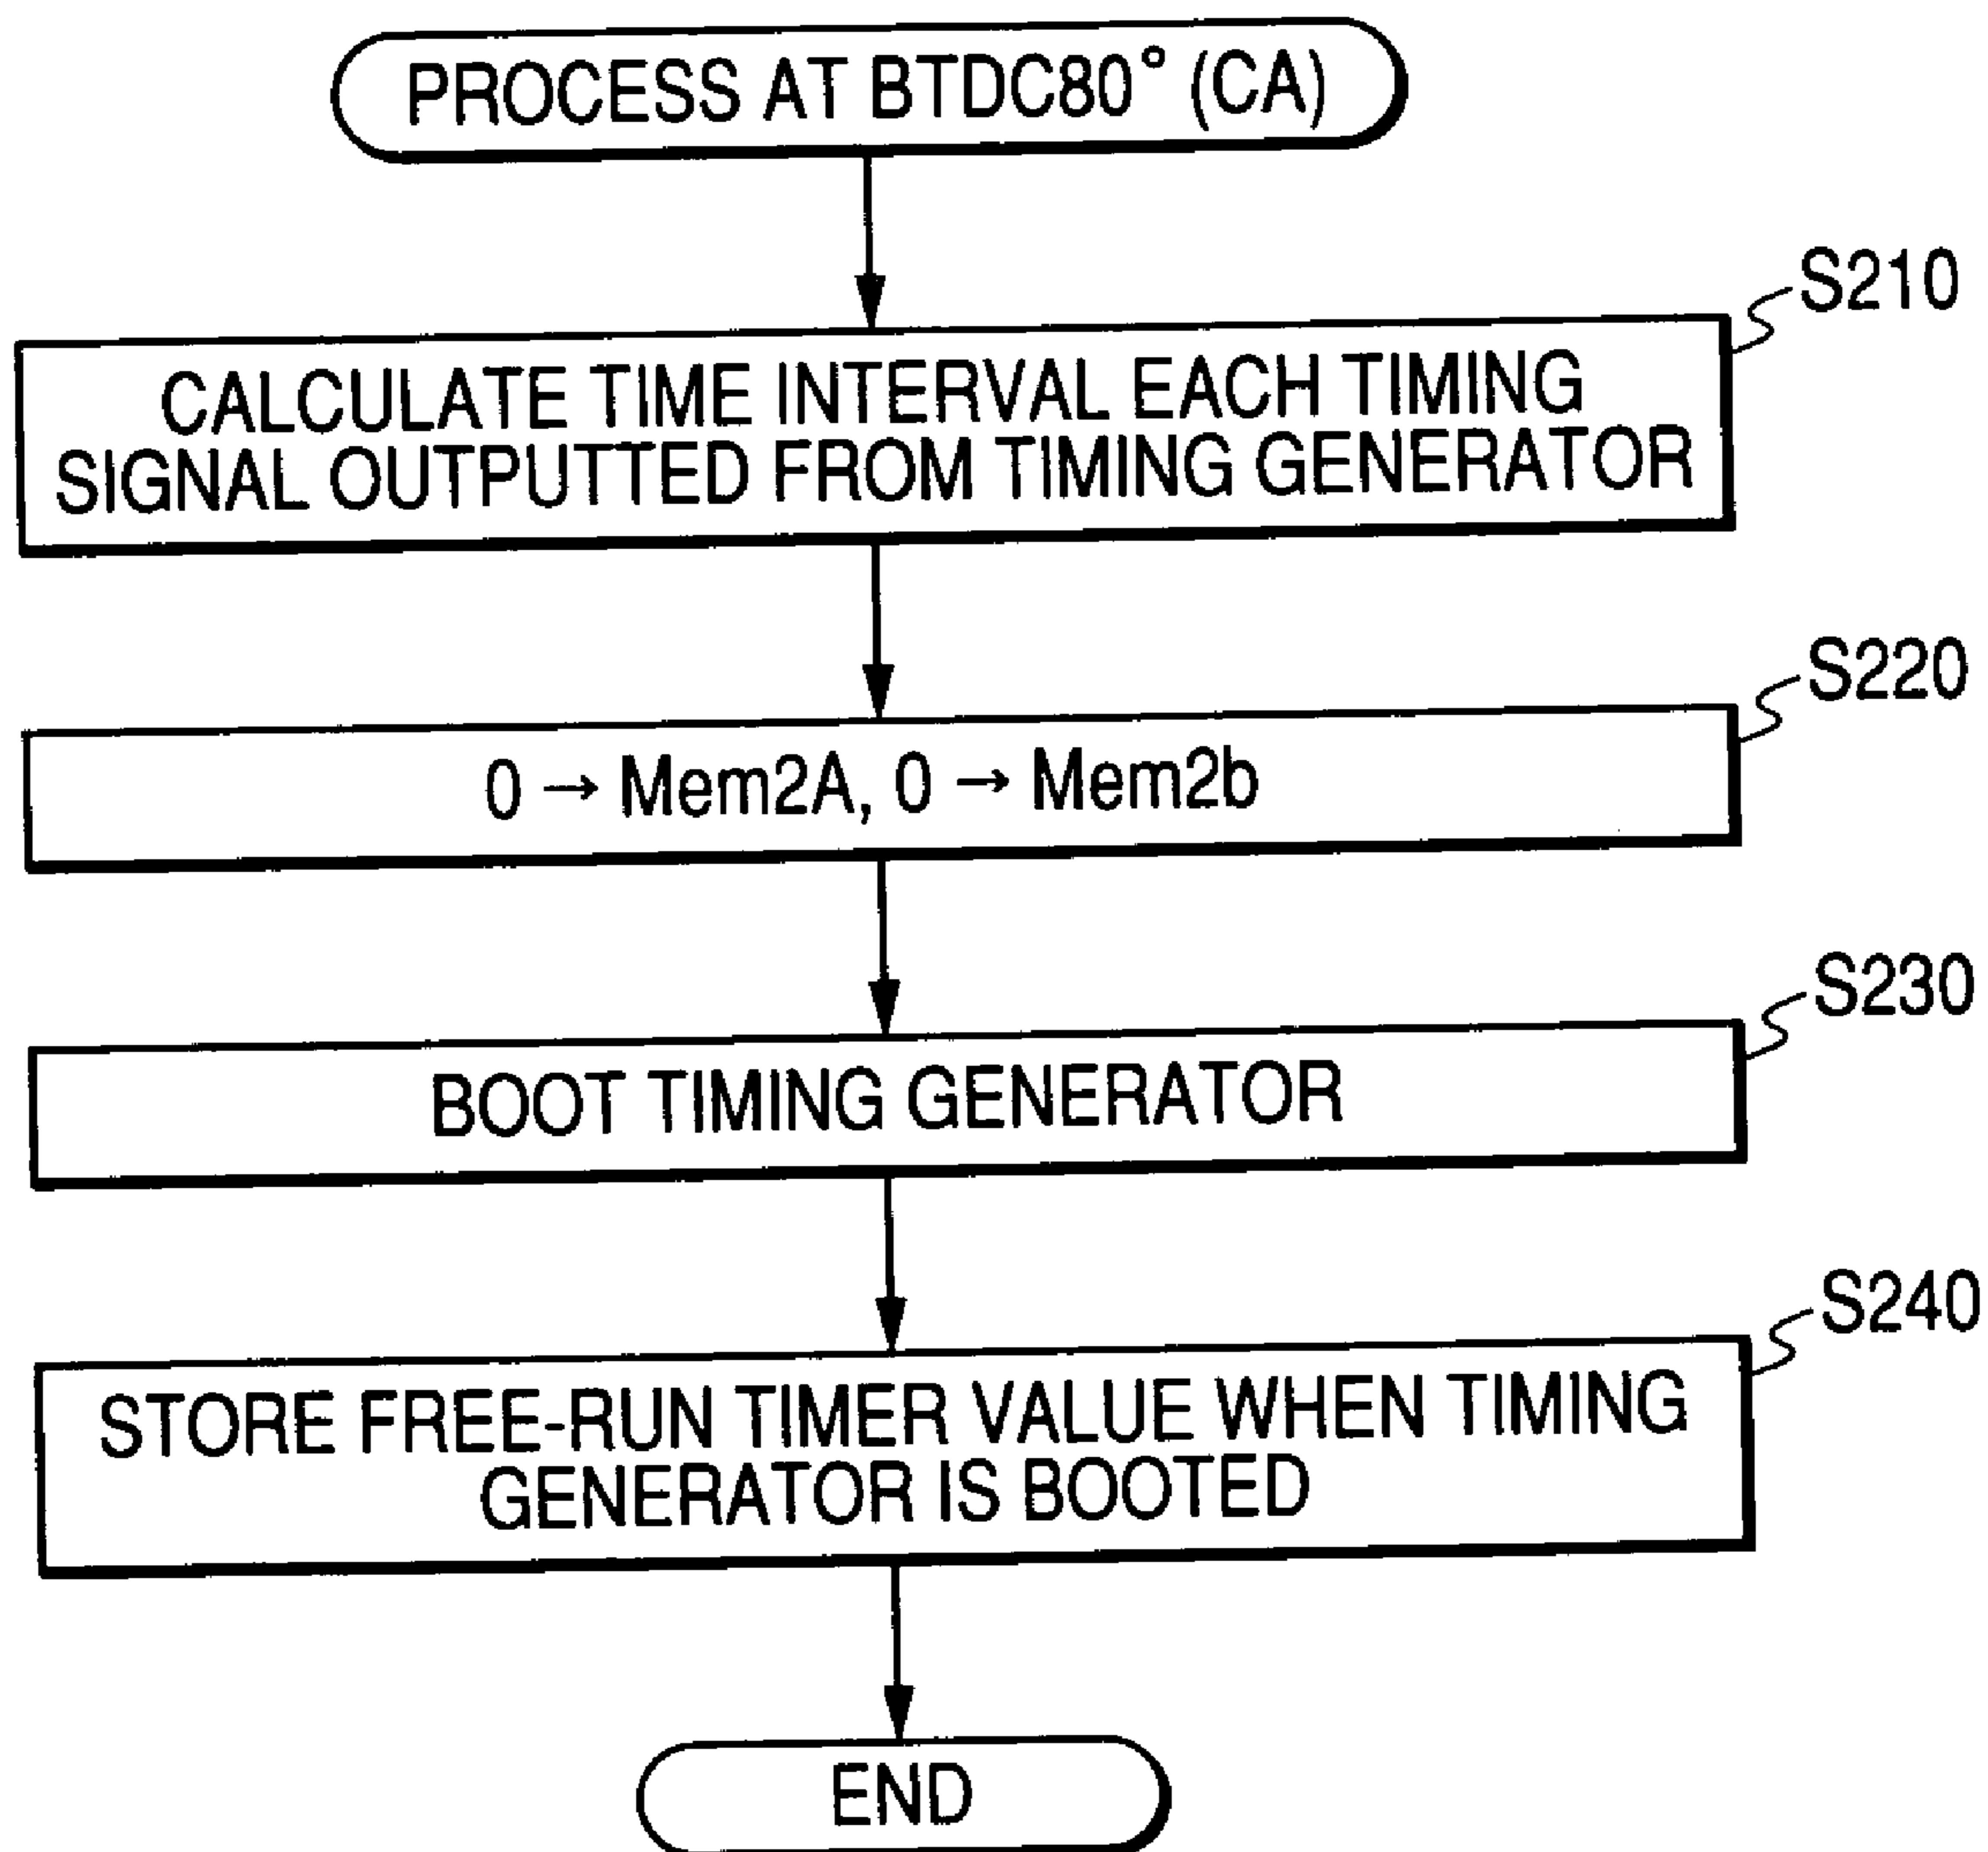 PROCESS AT BTDC80° (CA)
S210
CALCULATE TIME INTERVAL EACH TIMING
SIGNAL OUTPUTTED FROM TIMING GENERATOR
S220
0 → Mem2A, 0 → Mem2b
S230
BOOT TIMING GENERATOR
S240
STORE FREE-RUN TIMER VALUE WHEN TIMING
GENERATOR IS BOOTED
END